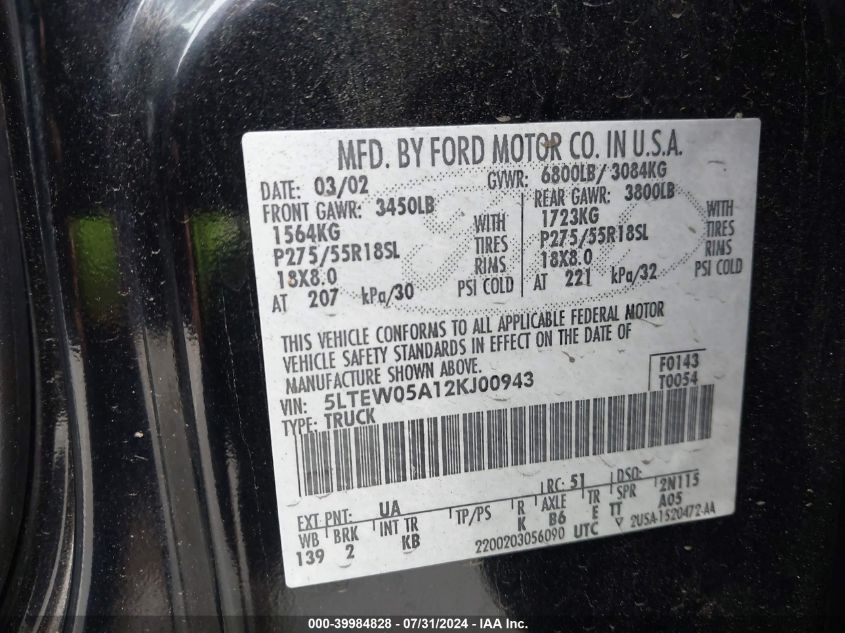 MFD. BY FORD MOTOR CO. IN U.S.A.
DATE: 03/02 GVWR: 6800LB/3084KG
FRONT GAWR: 3450LB REAR GAWR: 3800LB
1564KG WITH 1723KG WITH
P275/55R18SL TIRES P275/55R18SL TIRES
18X8.0 RIMS 18X8.0 RIMS
AT 207 kPa/30 PSI COLD AT 221 kPa/32 PSI COLD
THIS VEHICLE CONFORMS TO ALL APPLICABLE FEDERAL MOTOR
VEHICLE SAFETY STANDARDS IN EFFECT ON THE DATE OF
MANUFACTURE SHOWN ABOVE.
VIN: 5LTEW05A12KJ00943 F0143
TYPE: TRUCK T0054
EXT PNT: UA RC: 51 DSO: 2N115
WB BRK INT TR TP/PS R AXLE TR SPR A05
139 2 KB K B6 E TT
2200203056090 UTC ▽ 2U5A-1520472-AA
000-39984828 - 07/31/2024 - IAA Inc.